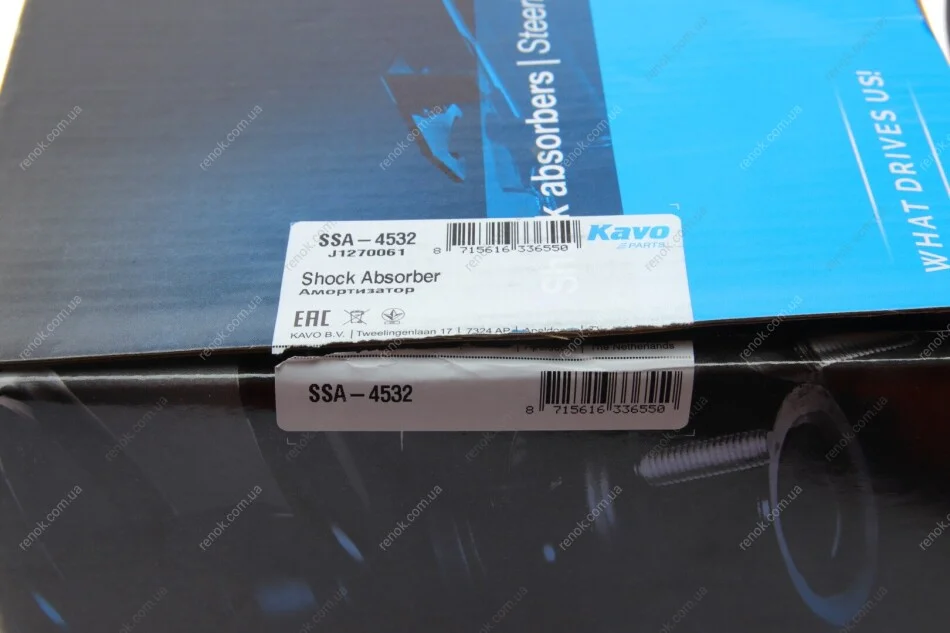 k absorbers | Steer
WHAT DRIVES US!
SSA – 4532
J1270061
8 715616 336550
Kavo
PARTS
Shock Absorber
Амортизатор
EAC
KAVO B.V. | Tweelingenlaan 17 | 7324 AP
The Netherlands
SSA – 4532
8 715616 336550
renok.com.ua